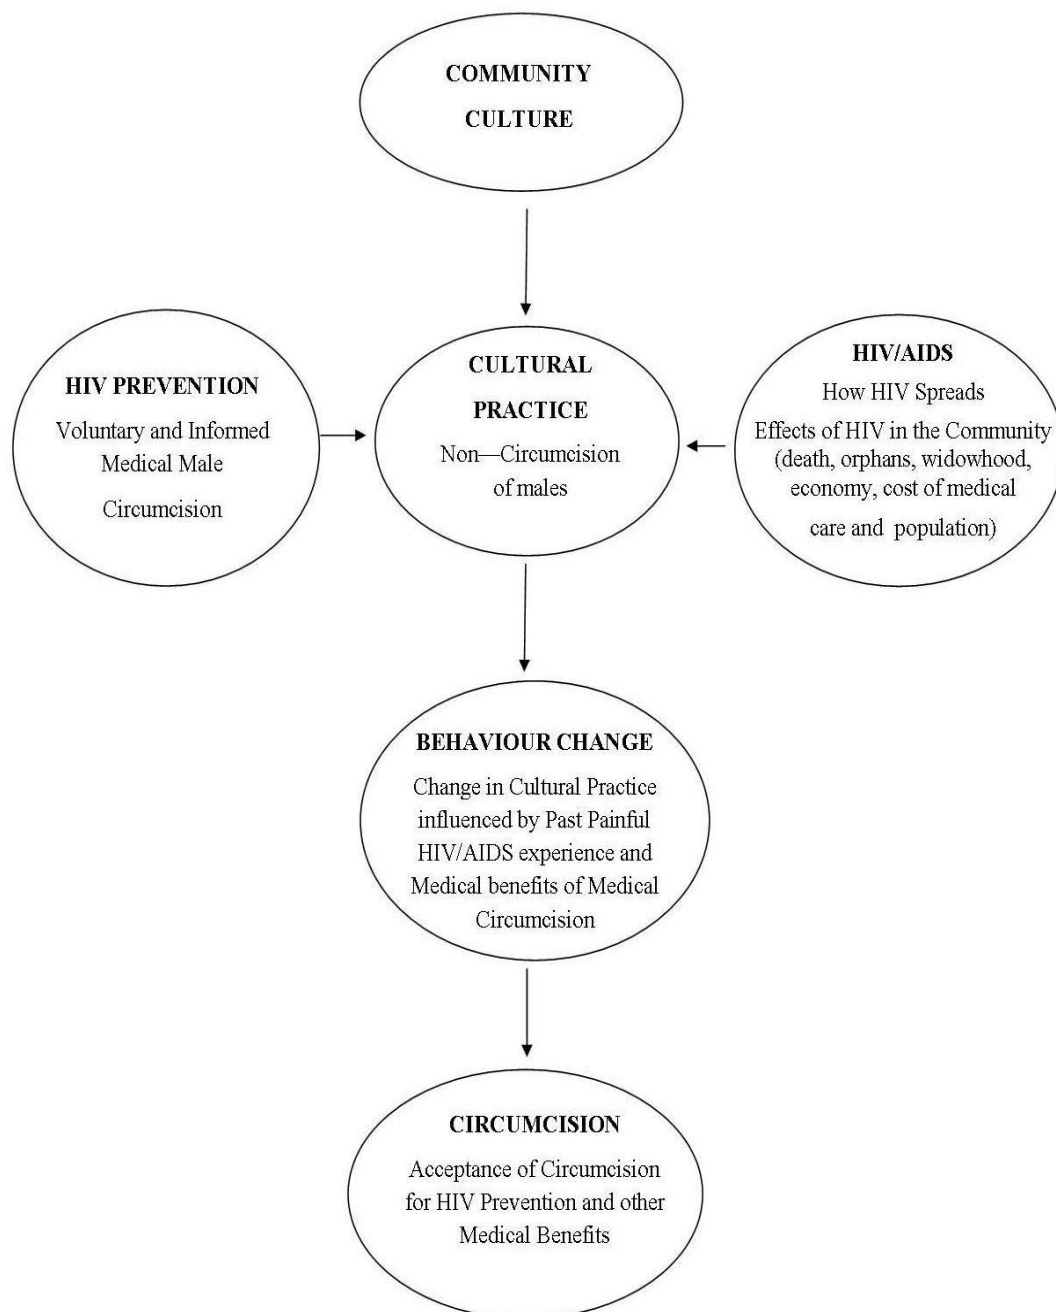 COMMUNITY
CULTURE
HIV PREVENTION
Voluntary and Informed
Medical Male
Circumcision
CULTURAL
PRACTICE
Non—Circumcision
of males
HIV/AIDS
How HIV Spreads
Effects of HIV in the Community
(death, orphans, widowhood,
economy, cost of medical
care and population)
BEHAVIOUR CHANGE
Change in Cultural Practice
influenced by Past Painful
HIV/AIDS experience and
Medical benefits of Medical
Circumcision
CIRCUMCISION
Acceptance of Circumcision
for HIV Prevention and other
Medical Benefits